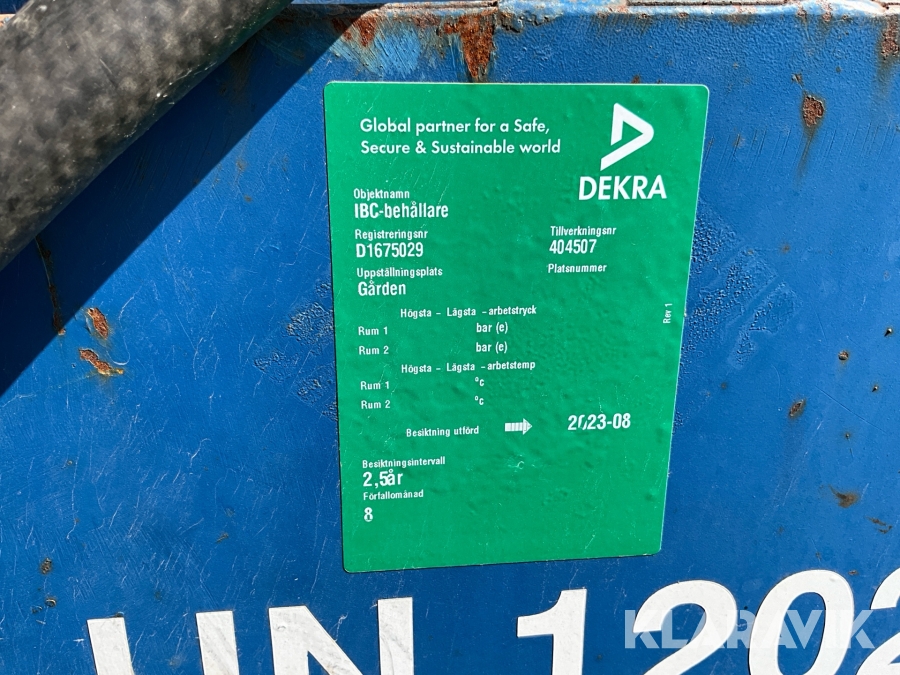 Global partner for a Safe,
Secure & Sustainable world
DEKRA
Objektnamn
IBC-behållare
Registreringsnr
D1675029
Tillverkningsnr
404507
Uppställningsplats
Gården
Platsnummer
Högsta - Lågsta - arbetstryck
Rum 1 bar (e)
Rum 2 bar (e)
Högsta - Lågsta - arbetstemp
Rum 1 °c
Rum 2 °c
Rev 1
Besiktning utförd 2023-08
Besiktningsintervall
2,5år
Förfallomånad
8
UN 1202
KLARAVIK